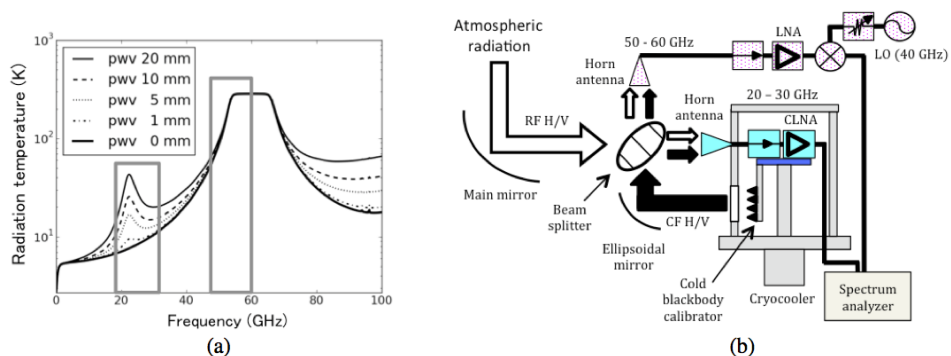 10³
10²
10¹
Radiation temperature (K)
pwv 20 mm
pwv 10 mm
pwv 5 mm
pwv 1 mm
pwv 0 mm
0
20
40
60
80
100
Frequency (GHz)
(a)
Atmospheric
radiation
50 - 60 GHz
LNA
LO (40 GHz)
Horn
antenna
Horn
antenna
20 – 30 GHz
CLNA
RF H/V
Main mirror
Beam
splitter
CF H/V
Ellipsoidal
mirror
Cold
blackbody
calibrator
Cryocooler
Spectrum
analyzer
(b)